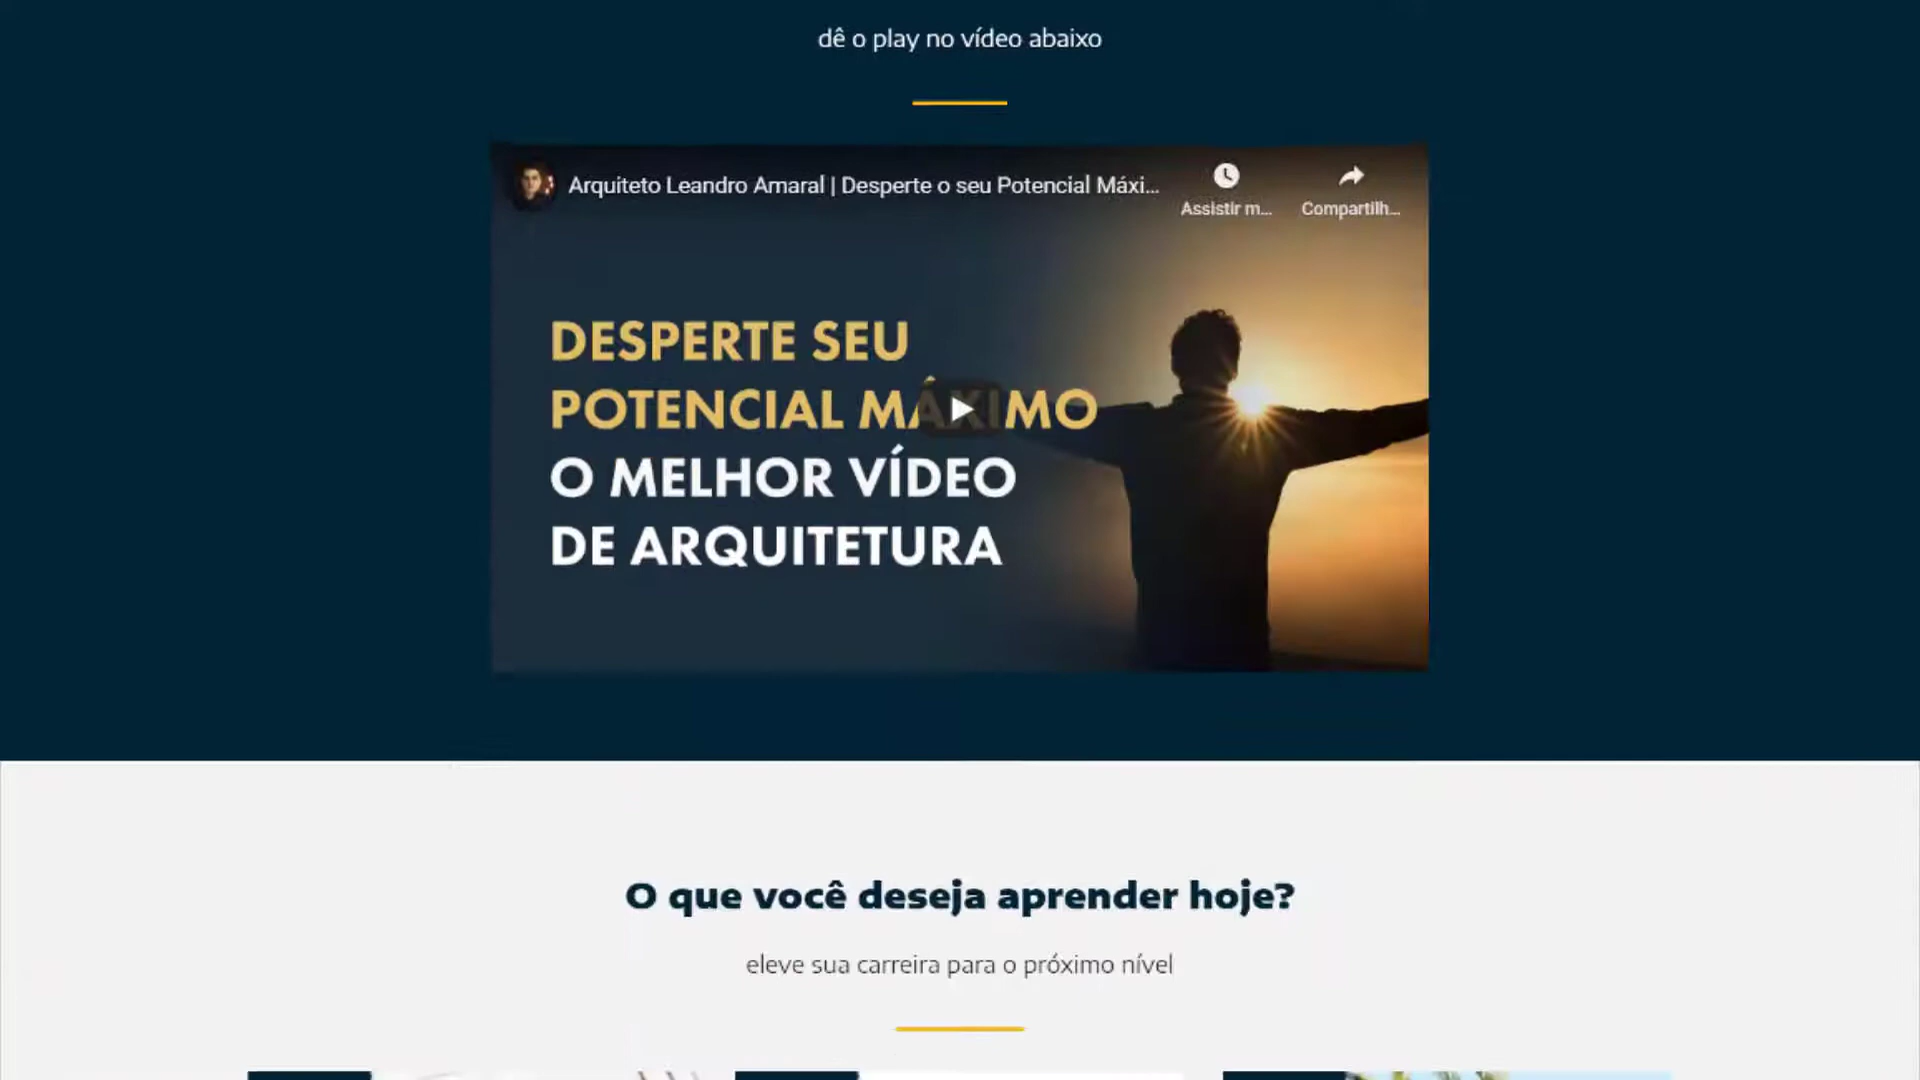 dê o play no vídeo abaixo
Arquiteto Leandro Amaral | Desperte o seu Potencial Máxi...
Assistir m...
Compartilh...
DESPERTE SEU
POTENCIAL MÁXIMO
O MELHOR VÍDEO
DE ARQUITETURA
O que você deseja aprender hoje?
eleve sua carreira para o próximo nível